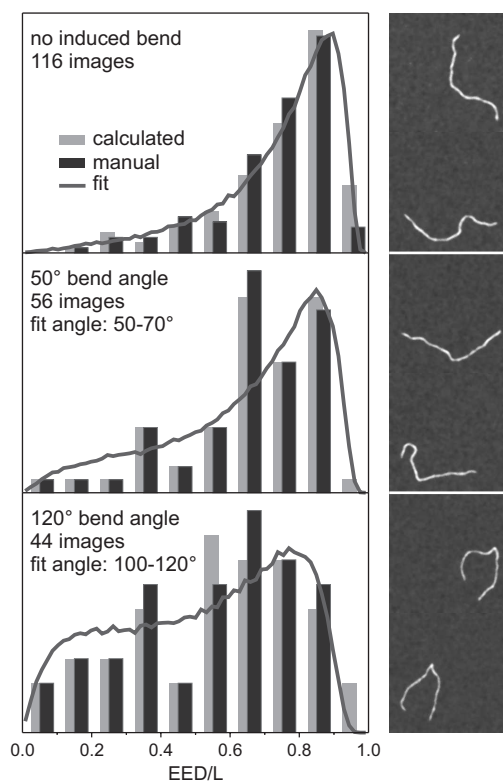 no induced bend
116 images
calculated
manual
fit
50° bend angle
56 images
fit angle: 50-70°
120° bend angle
44 images
fit angle: 100-120°
0.0 0.2 0.4 0.6 0.8 1.0
EED/L